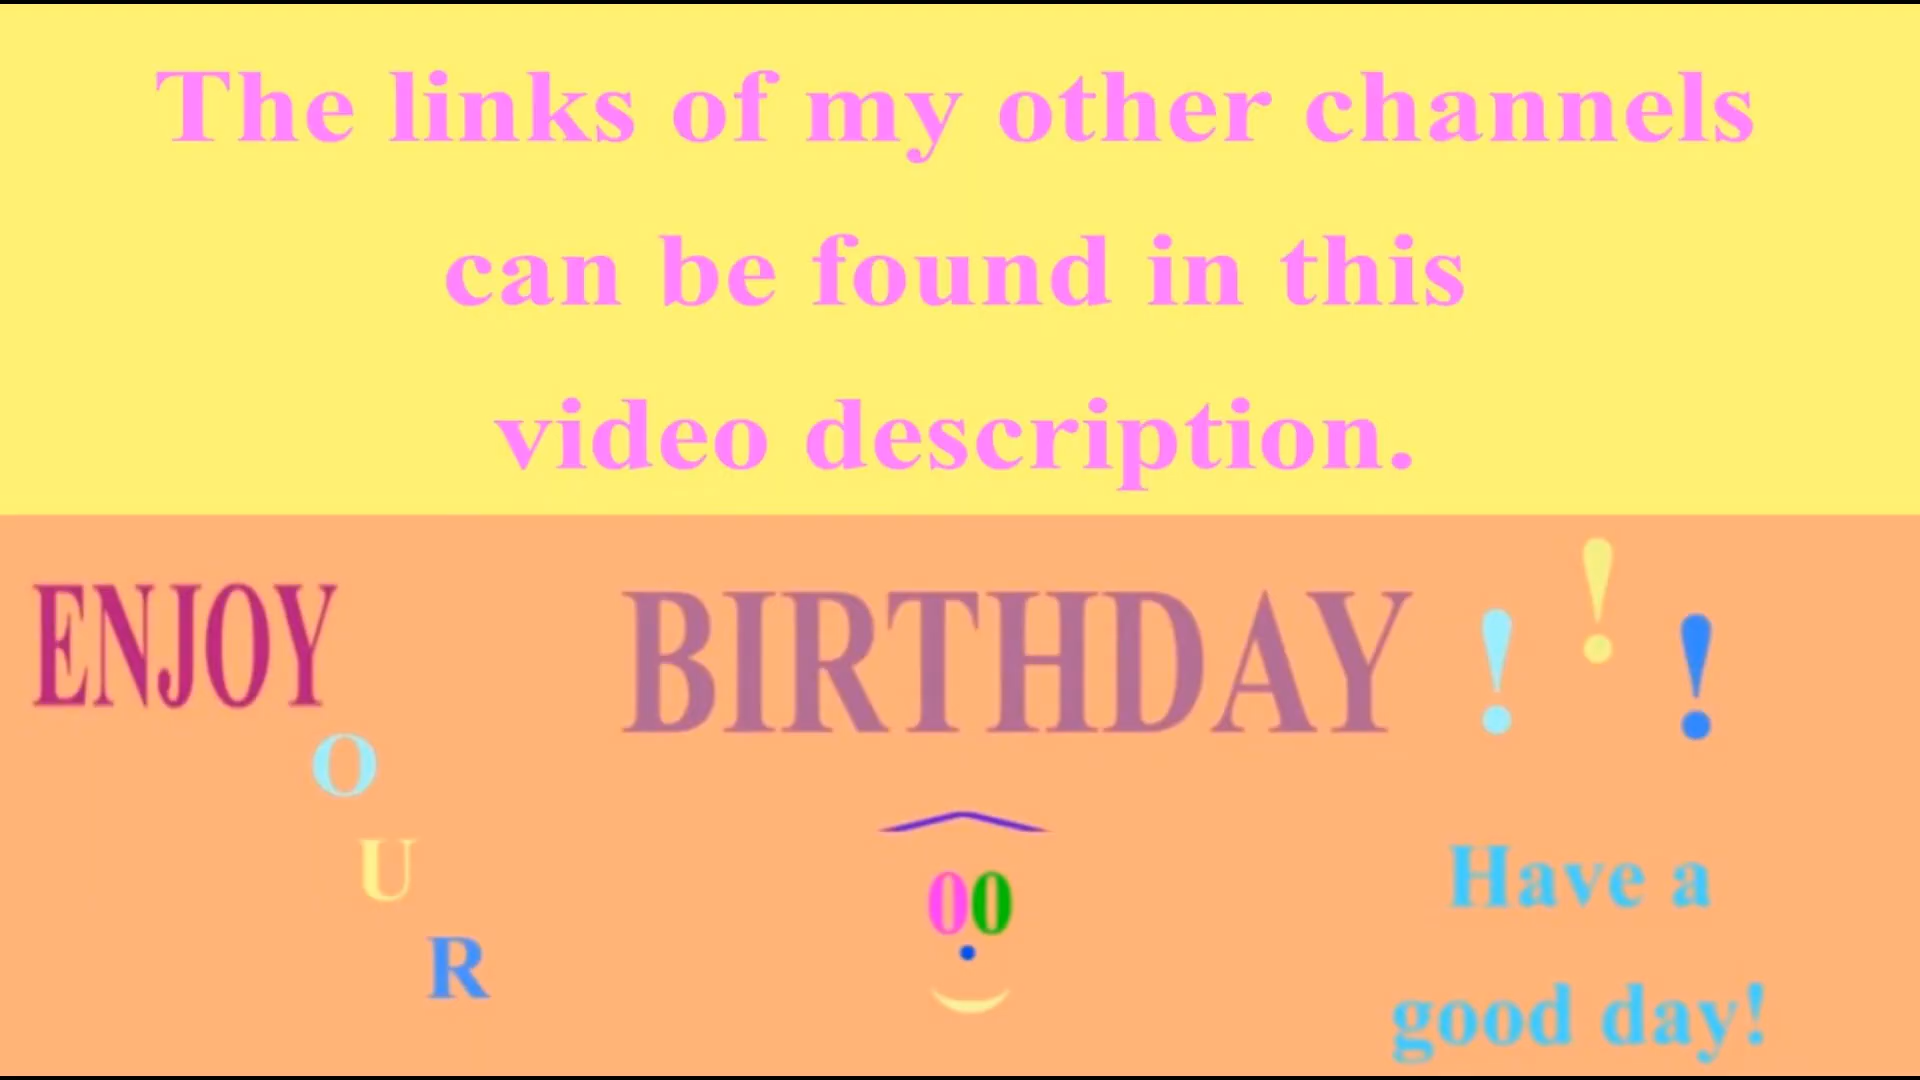 The links of my other channels
can be found in this
video description.
ENJOY
O
U
R
BIRTHDAY ! ! !
00
Have a
good day!